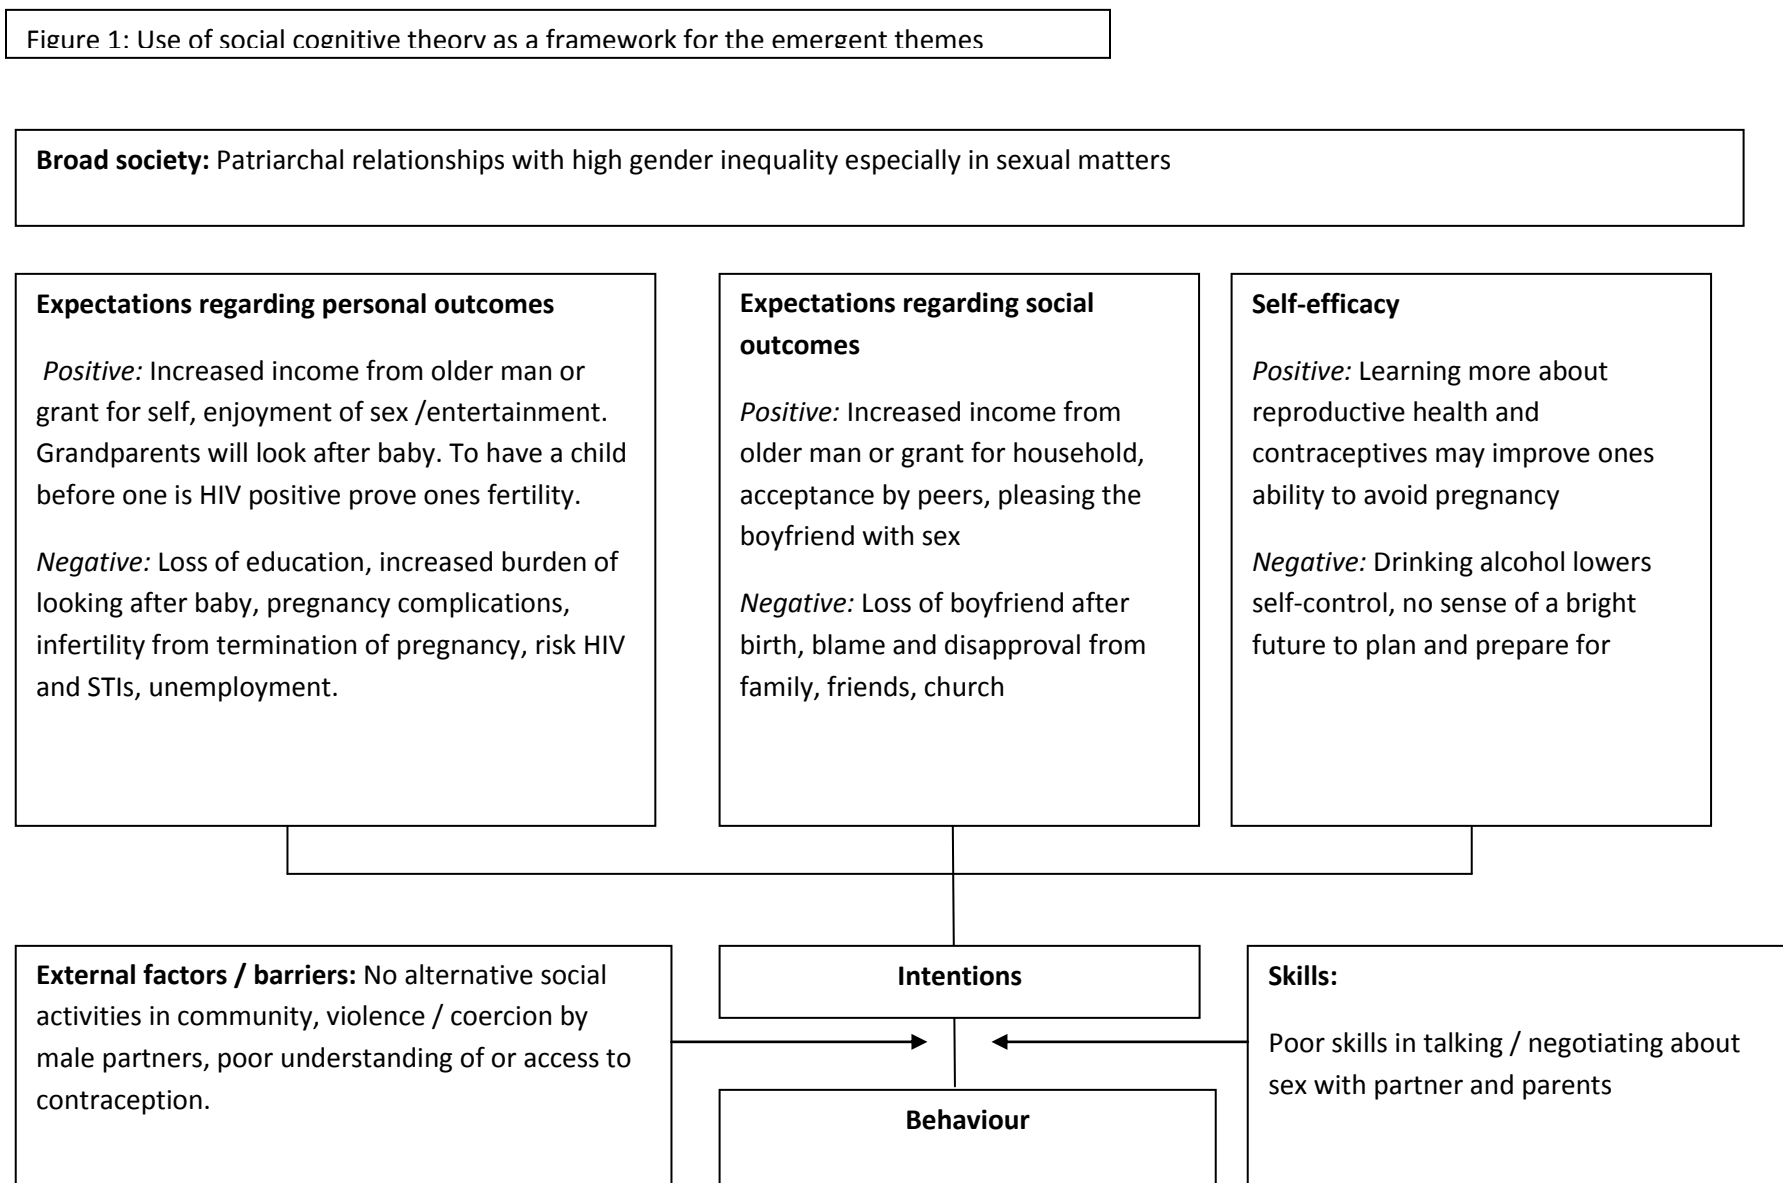 Figure 1: Use of social cognitive theory as a framework for the emergent themes
Broad society: Patriarchal relationships with high gender inequality especially in sexual matters
Expectations regarding personal outcomes
Positive: Increased income from older man or
grant for self, enjoyment of sex /entertainment.
Grandparents will look after baby. To have a child
before one is HIV positive prove ones fertility.
Negative: Loss of education, increased burden of
looking after baby, pregnancy complications,
infertility from termination of pregnancy, risk HIV
and STIs, unemployment.
Expectations regarding social
outcomes
Positive: Increased income from
older man or grant for household,
acceptance by peers, pleasing the
boyfriend with sex
Negative: Loss of boyfriend after
birth, blame and disapproval from
family, friends, church
Self-efficacy
Positive: Learning more about
reproductive health and
contraceptives may improve ones
ability to avoid pregnancy
Negative: Drinking alcohol lowers
self-control, no sense of a bright
future to plan and prepare for
External factors / barriers: No alternative social
activities in community, violence / coercion by
male partners, poor understanding of or access to
contraception.
Intentions
Behaviour
Skills:
Poor skills in talking / negotiating about
sex with partner and parents